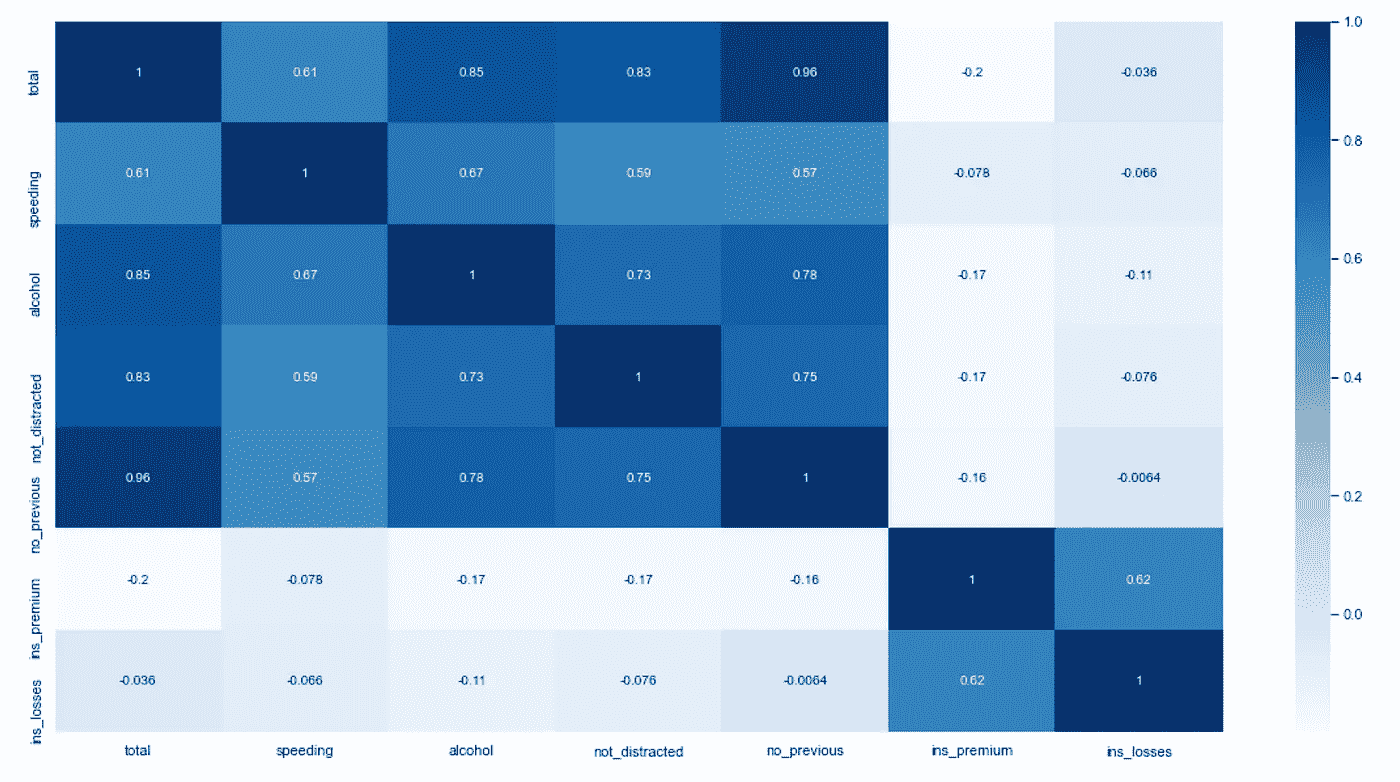 total 1 0.61 0.85 0.83 0.96 -0.2 -0.036
speeding 0.61 1 0.67 0.59 0.57 -0.078 -0.066
alcohol 0.85 0.67 1 0.73 0.78 -0.17 -0.11
not_distracted 0.83 0.59 0.73 1 0.75 -0.17 -0.076
no_previous 0.96 0.57 0.78 0.75 1 -0.16 -0.0064
ins_premium -0.2 -0.078 -0.17 -0.17 -0.16 1 0.62
ins_losses -0.036 -0.066 -0.11 -0.076 -0.0064 0.62 1
total speeding alcohol not_distracted no_previous ins_premium ins_losses
1.0
0.8
0.6
0.4
0.2
0.0